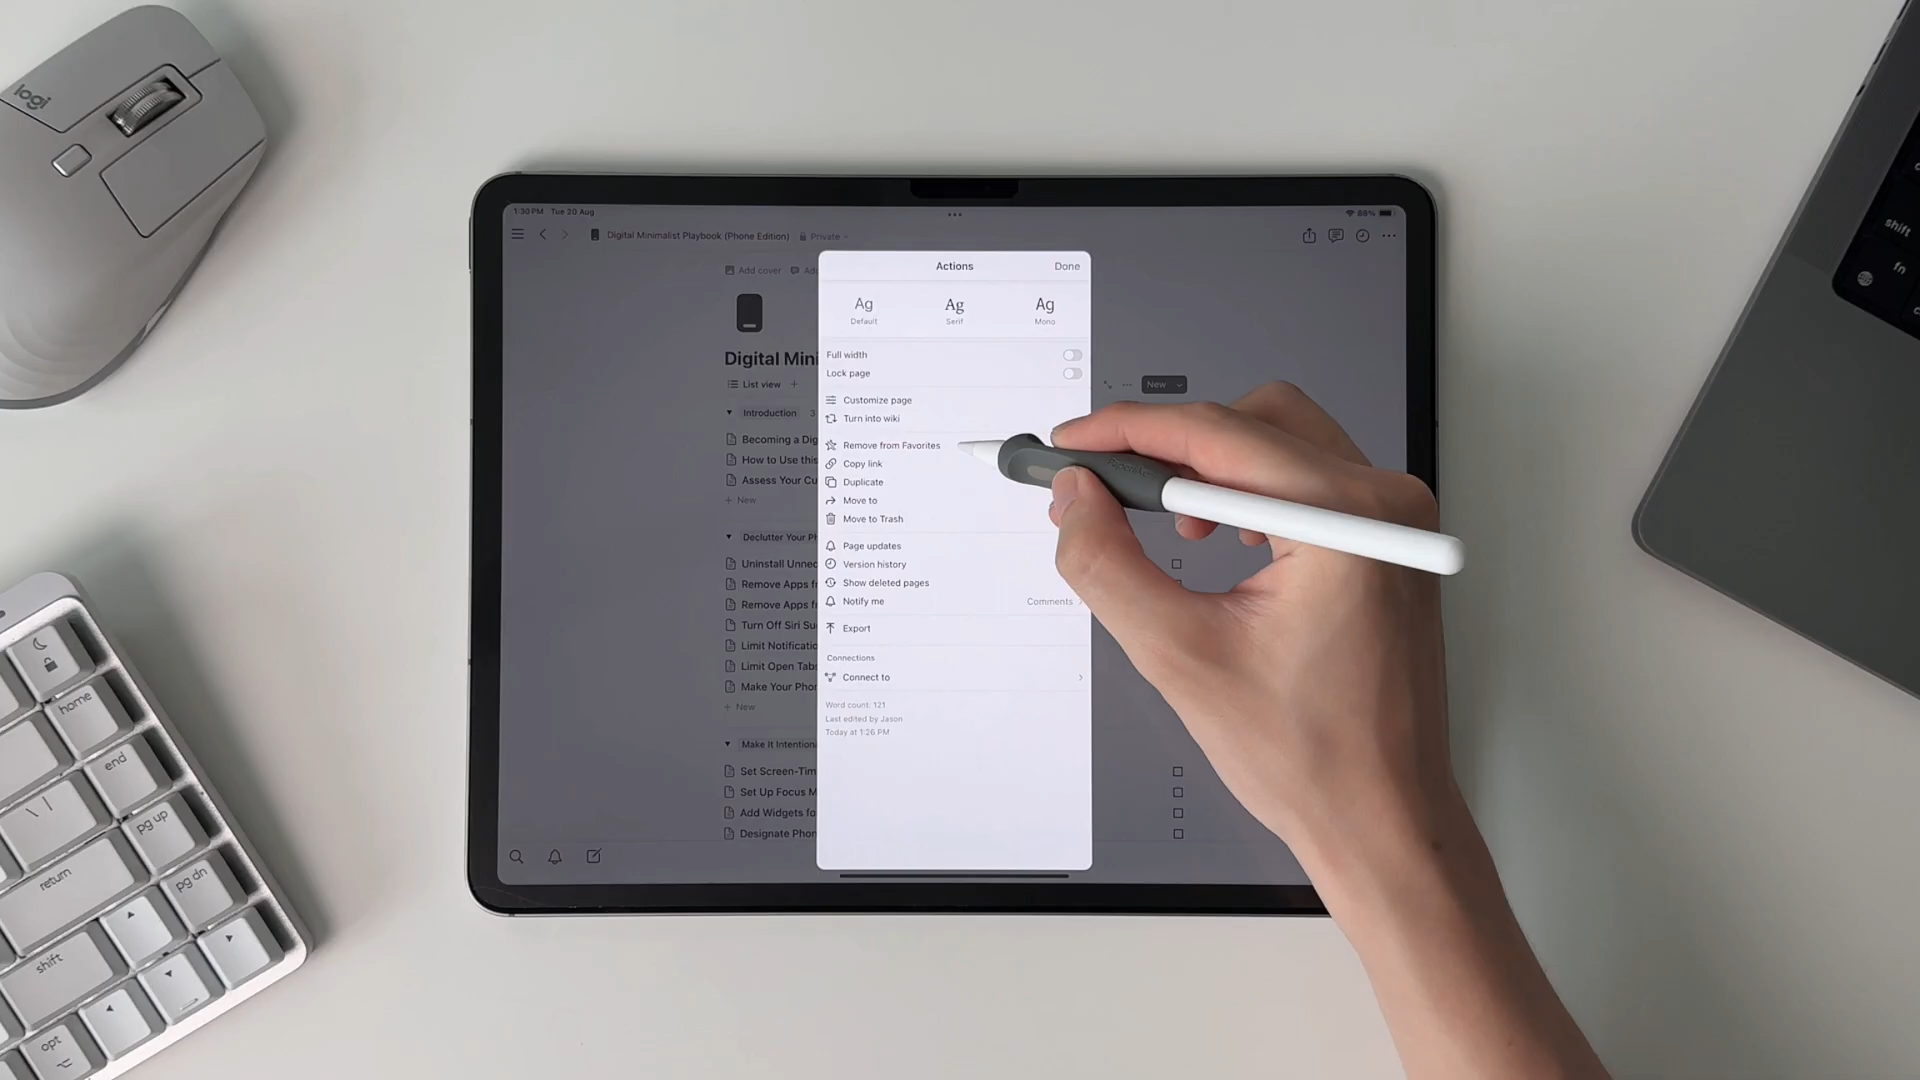 logi
1:30 PM Tue 20 Aug
88%
Digital Minimalist Playbook (Phone Edition) Private
Add cover
Digital Mini
List view
New
Introduction 3
Becoming a Dig
How to Use this
Assess Your Cu
New
Declutter Your Ph
Uninstall Unnec
Remove Apps fr
Remove Apps fr
Turn Off Siri Su
Limit Notificatio
Limit Open Tabs
Make Your Phon
New
Make It Intentiona
Set Screen-Tim
Set Up Focus M
Add Widgets fo
Designate Phon
Actions
Done
Ag Ag Ag
Default Serif Mono
Full width
Lock page
Customize page
Turn into wiki
Remove from Favorites
Copy link
Duplicate
Move to
Move to Trash
Page updates
Version history
Show deleted pages
Notify me Comments
Export
Connections
Connect to
Word count: 121
Last edited by Jason
Today at 1:26 PM
home
end
pg up
return
pg dn
shift
opt
shift
fn